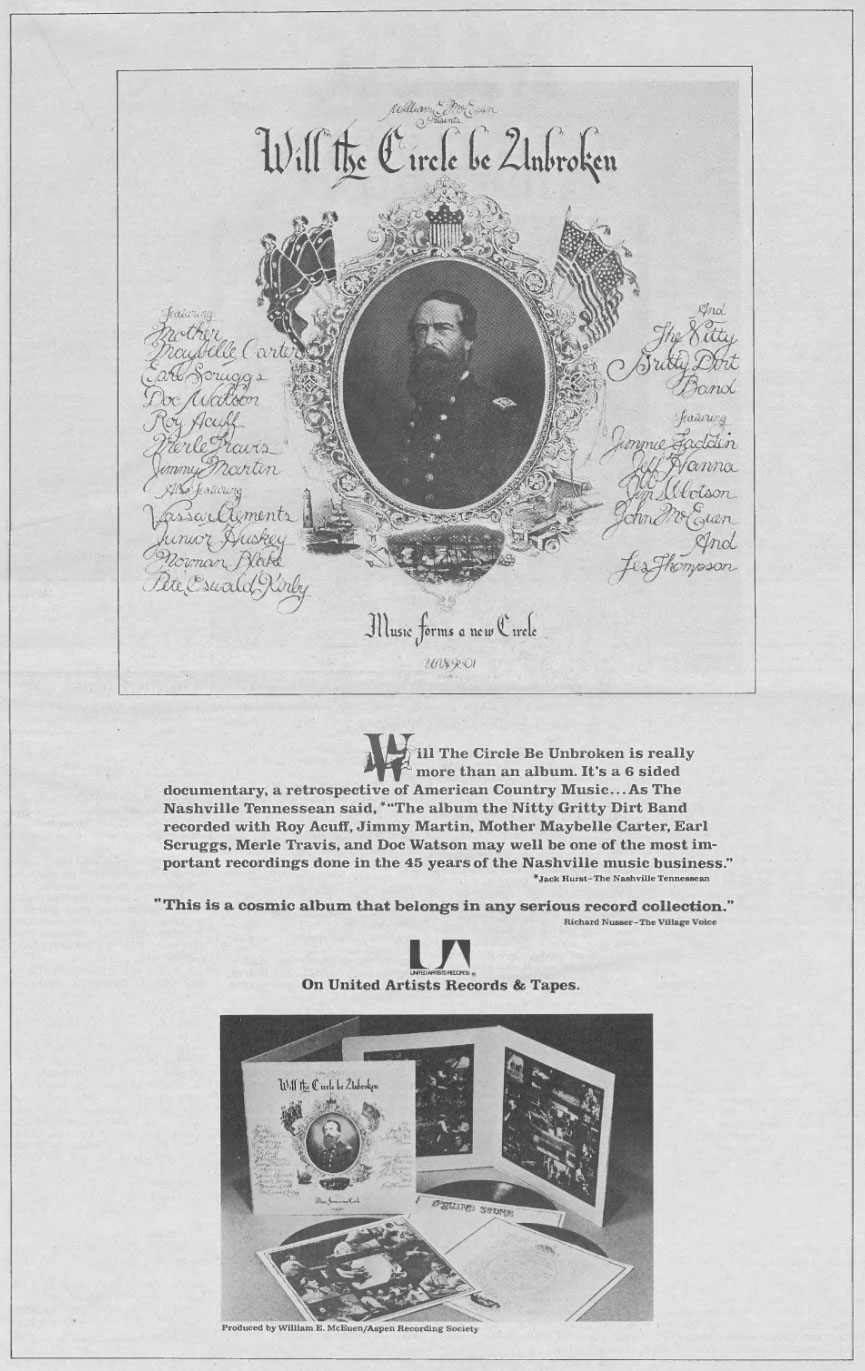 William E. McEuen
Presents
Will the Circle be Unbroken
featuring
Mother
Maybelle Carter
Earl Scruggs
Doc Watson
Roy Acuff
Merle Travis
Jimmy Martin
Also featuring
Vassar Clements
Junior Huskey
Norman Blake
Pete Oswald Kirby
And
The Nitty
Gritty Dirt
Band
featuring
Jimmie Fadden
Jeff Hanna
Jim Ibbotson
John McEuen
And
Les Thompson
Music forms a new Circle
Will The Circle Be Unbroken is really
more than an album. It's a 6 sided
documentary, a retrospective of American Country Music...As The
Nashville Tennessean said, *"The album the Nitty Gritty Dirt Band
recorded with Roy Acuff, Jimmy Martin, Mother Maybelle Carter, Earl
Scruggs, Merle Travis, and Doc Watson may well be one of the most im-
portant recordings done in the 45 years of the Nashville music business."
*Jack Hurst–The Nashville Tennessean
"This is a cosmic album that belongs in any serious record collection."
Richard Nusser–The Village Voice
UA
UNITED ARTISTS RECORDS
On United Artists Records & Tapes.
Will the Circle be Unbroken
Music forms a new Circle
Produced by William E. McEuen/Aspen Recording Society